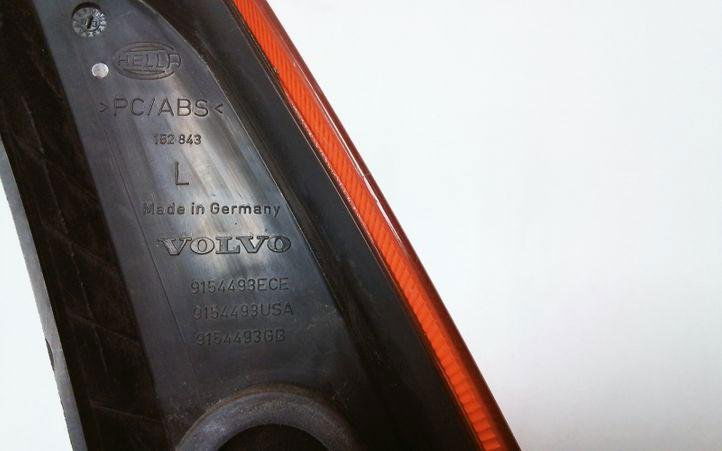 HELLA
>PC/ABS<
152 843
L
Made in Germany
VOLVO
9154493ECE
9154493USA
9154493GB